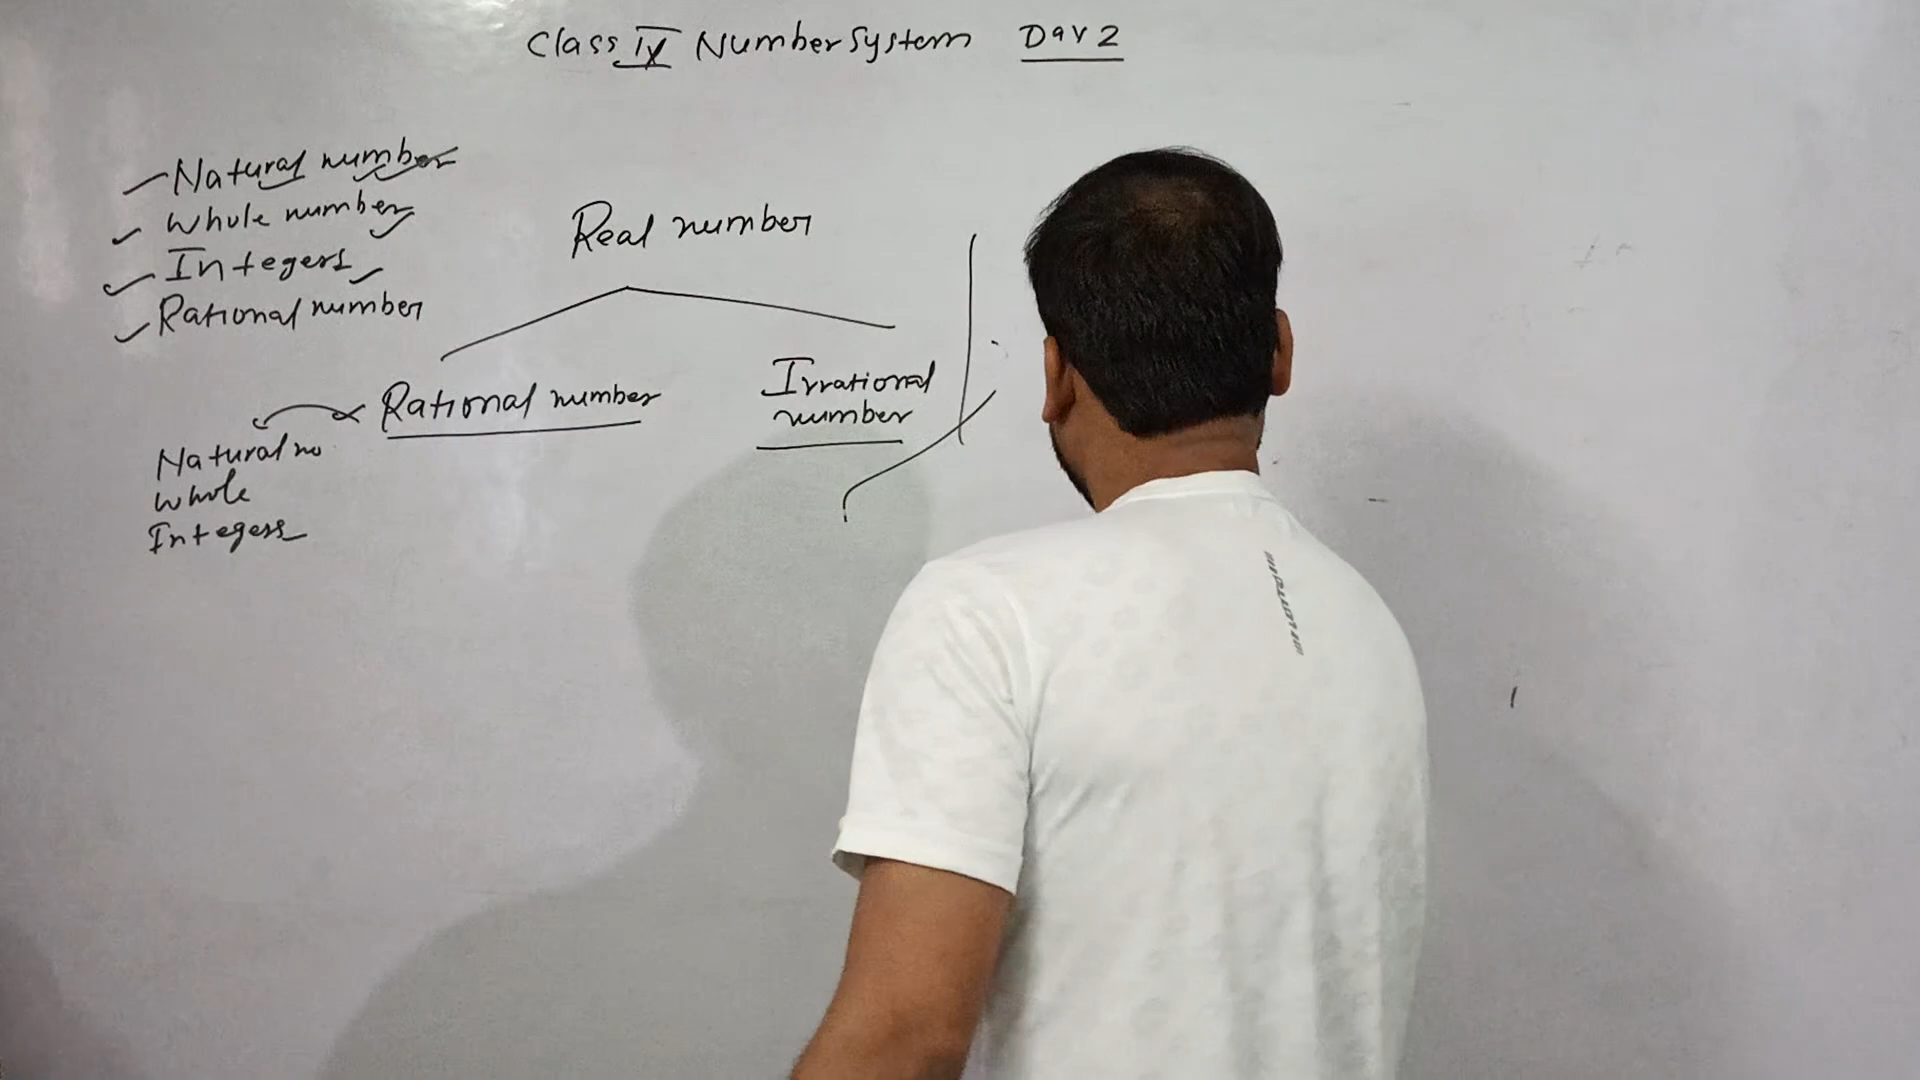 Class IX Number System Day 2
Natural number
Whole number
Integers
Rational number
Real number
Rational number
Irrational
number
Natural no
Whole
Integers